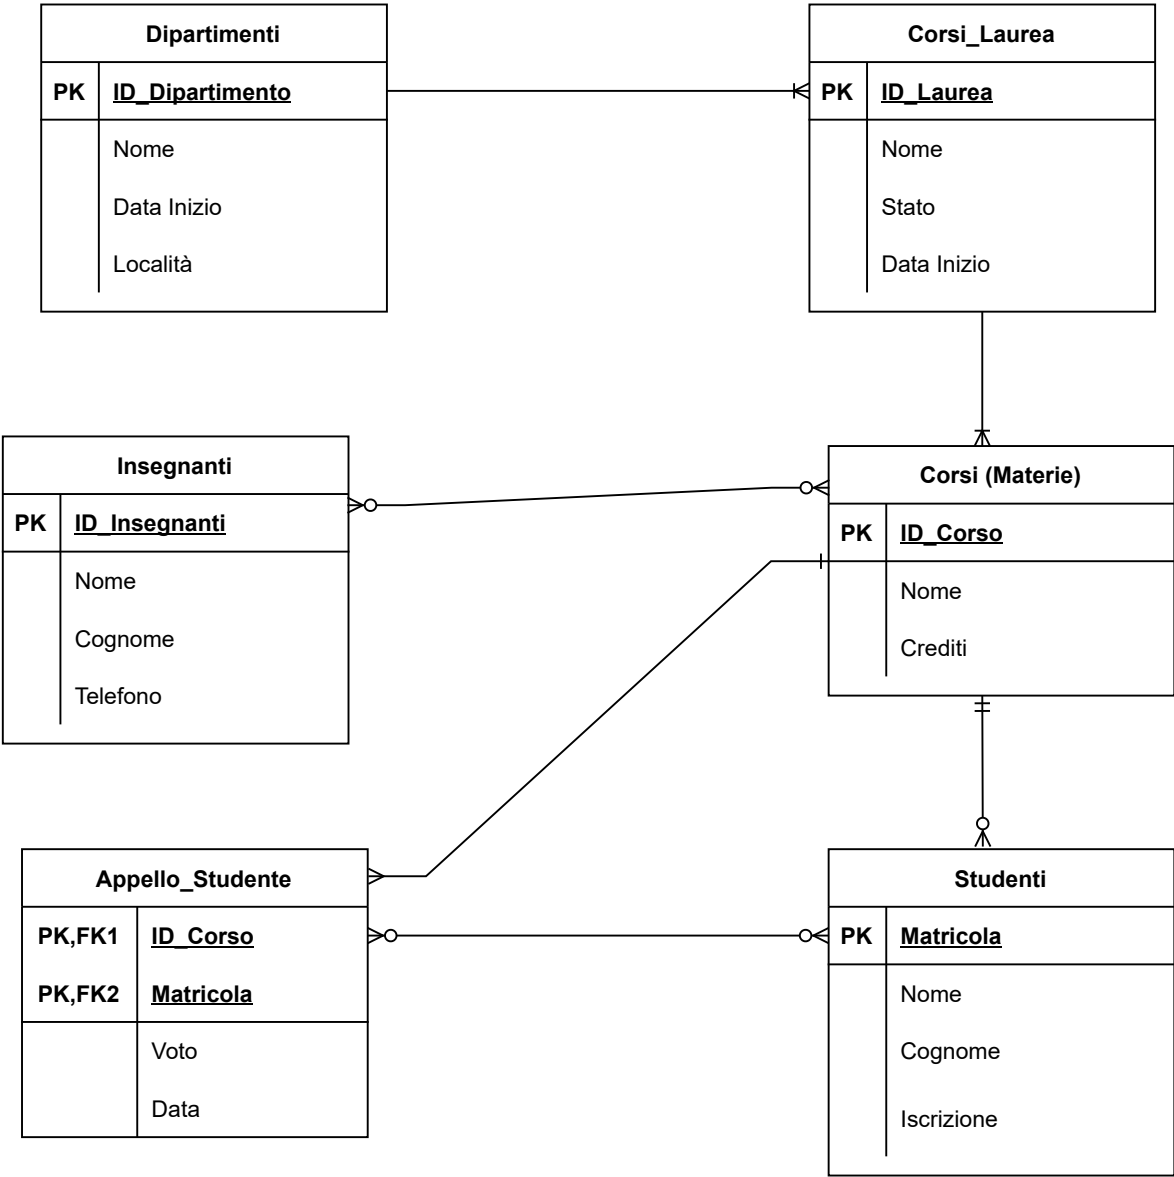 Dipartimenti
PK ID_Dipartimento
Nome
Data Inizio
Località
Corsi_Laurea
PK ID_Laurea
Nome
Stato
Data Inizio
Insegnanti
PK ID_Insegnanti
Nome
Cognome
Telefono
Corsi (Materie)
PK ID_Corso
Nome
Crediti
Appello_Studente
PK,FK1 ID_Corso
PK,FK2 Matricola
Voto
Data
Studenti
PK Matricola
Nome
Cognome
Iscrizione